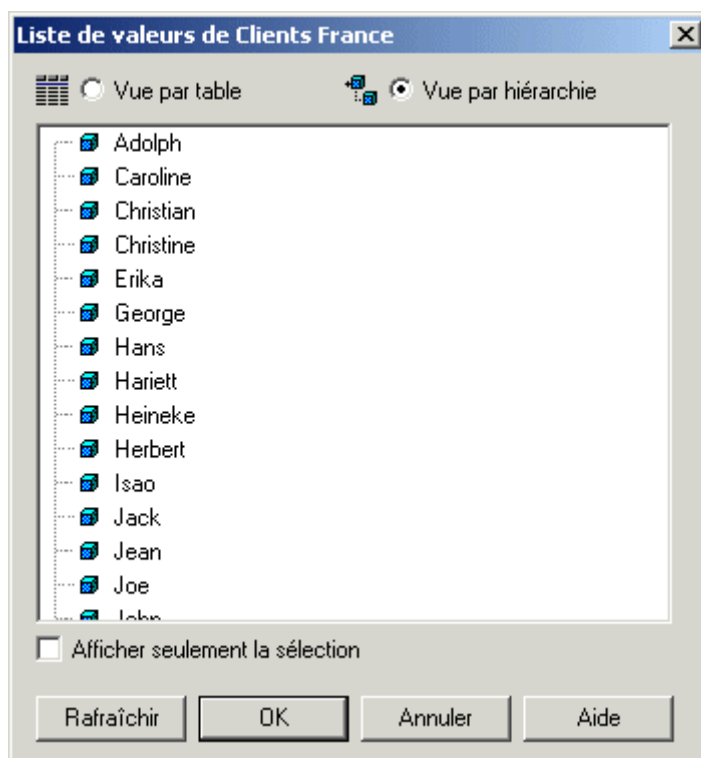 Liste de valeurs de Clients France
Vue par table
Vue par hiérarchie
Adolph
Caroline
Christian
Christine
Erika
George
Hans
Hariett
Heineke
Herbert
Isao
Jack
Jean
Joe
John
Afficher seulement la sélection
Rafraîchir
OK
Annuler
Aide